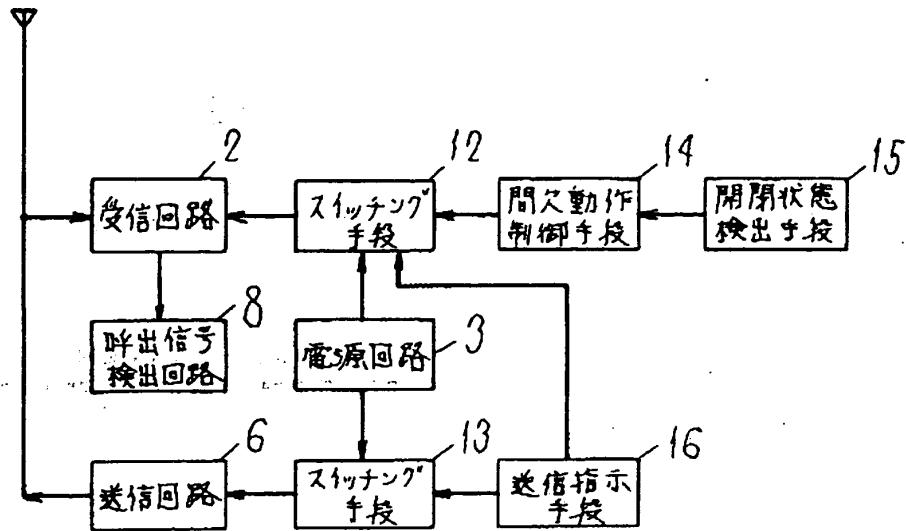 2
受信回路
12
スイッチング
手段
14
間欠動作
制御手段
15
開閉状態
検出手段
8
呼出信号
検出回路
3
電源回路
6
送信回路
13
スイッチング
手段
16
送信指示
手段